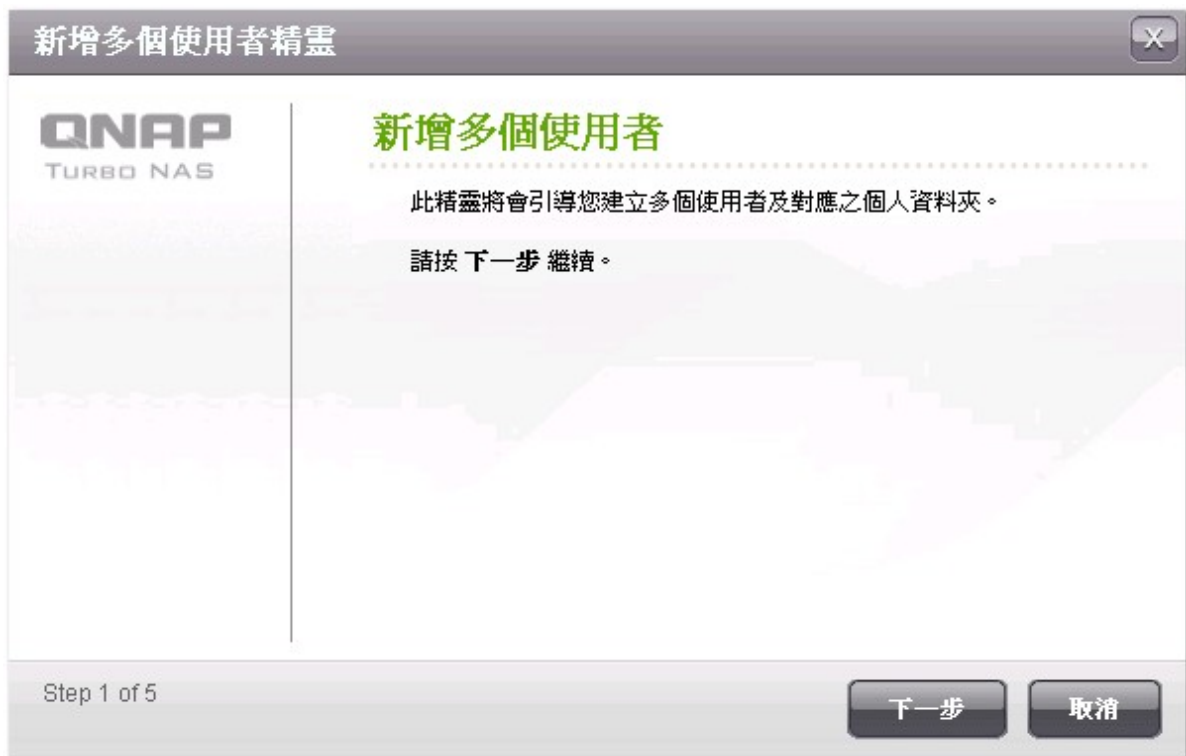 新增多個使用者精靈
QNAP
TURBO NAS
新增多個使用者
此精靈將會引導您建立多個使用者及對應之個人資料夾。
請按 下一步 繼續。
Step 1 of 5
下一步
取消